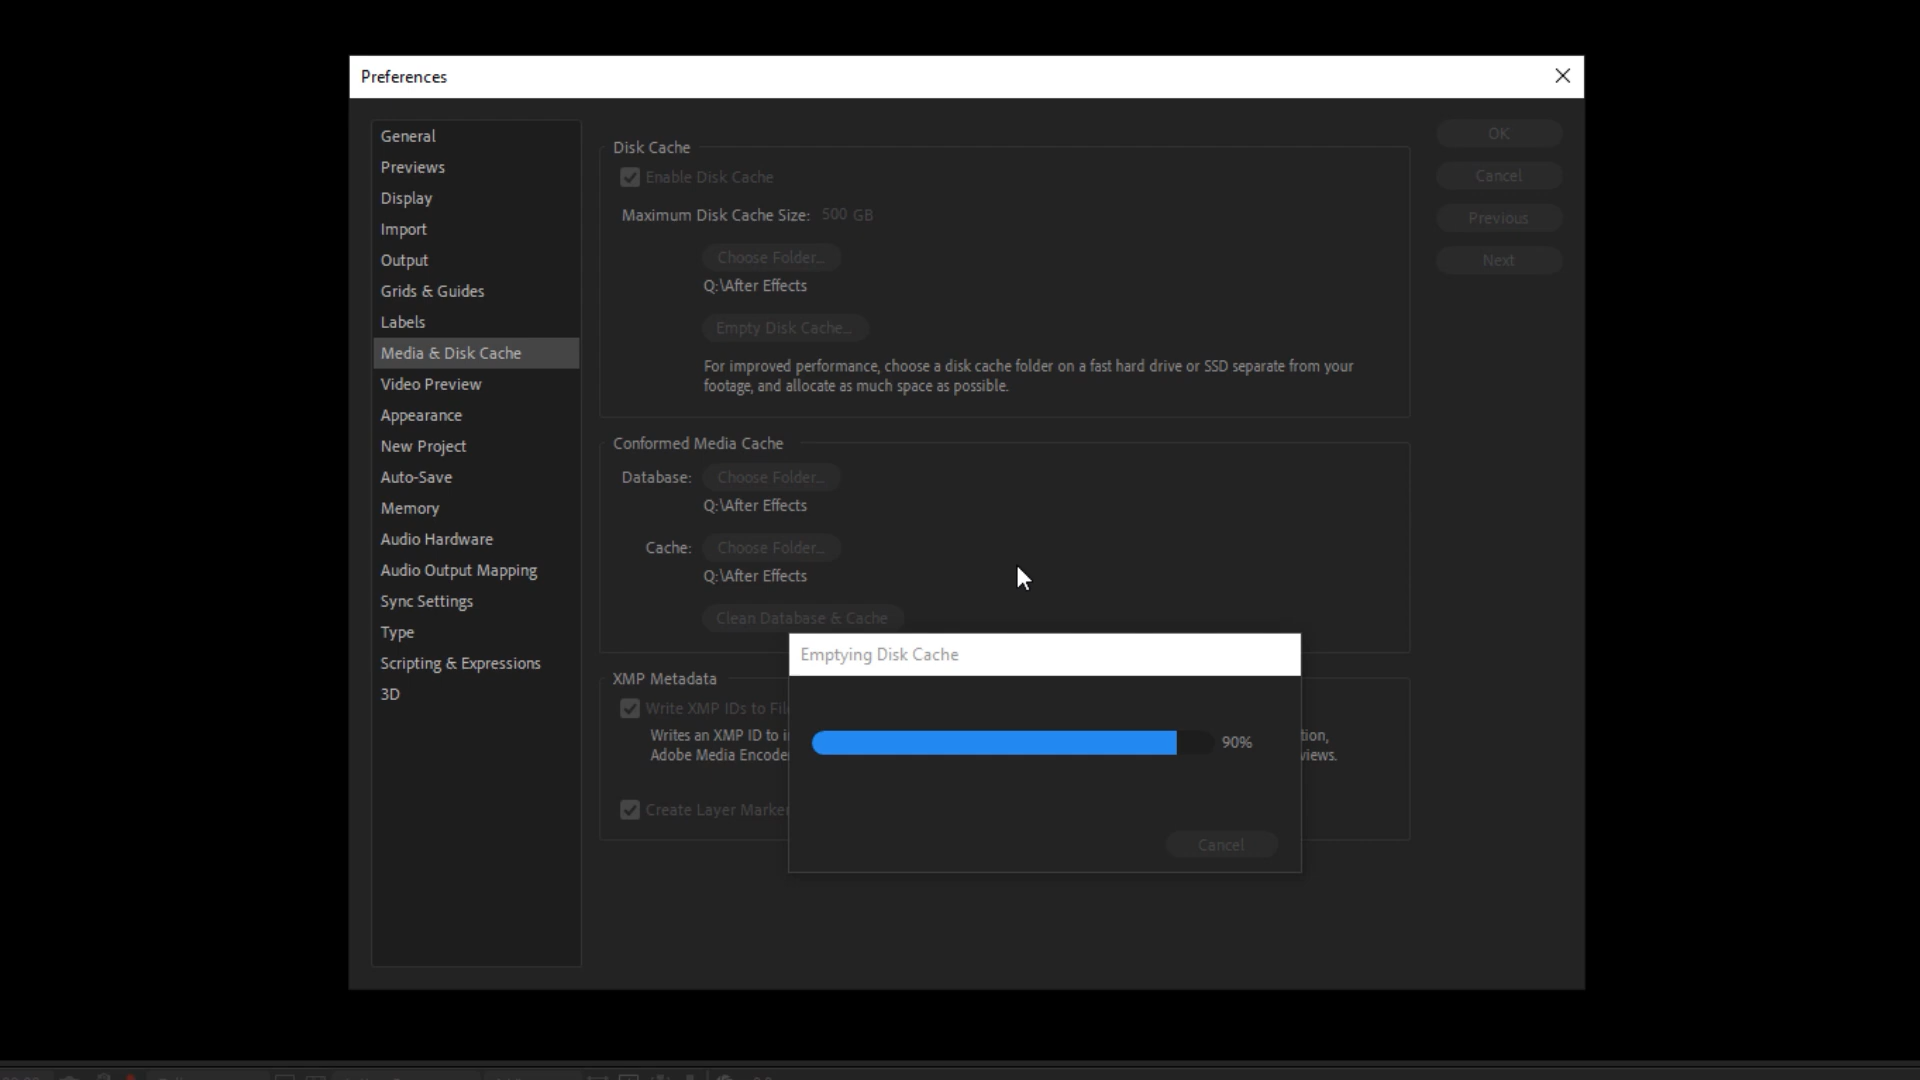 Preferences
General
Previews
Display
Import
Output
Grids & Guides
Labels
Media & Disk Cache
Video Preview
Appearance
New Project
Auto-Save
Memory
Audio Hardware
Audio Output Mapping
Sync Settings
Type
Scripting & Expressions
3D
Disk Cache
Enable Disk Cache
Maximum Disk Cache Size: 500 GB
Choose Folder...
Q:\After Effects
Empty Disk Cache...
For improved performance, choose a disk cache folder on a fast hard drive or SSD separate from your
footage, and allocate as much space as possible.
Conformed Media Cache
Database: Choose Folder...
Q:\After Effects
Cache: Choose Folder...
Q:\After Effects
Clean Database & Cache
XMP Metadata
Write XMP IDs to
Writes an XMP ID to
Adobe Media
Create Layer
OK
Cancel
Previous
Next
Emptying Disk Cache
90%
Cancel